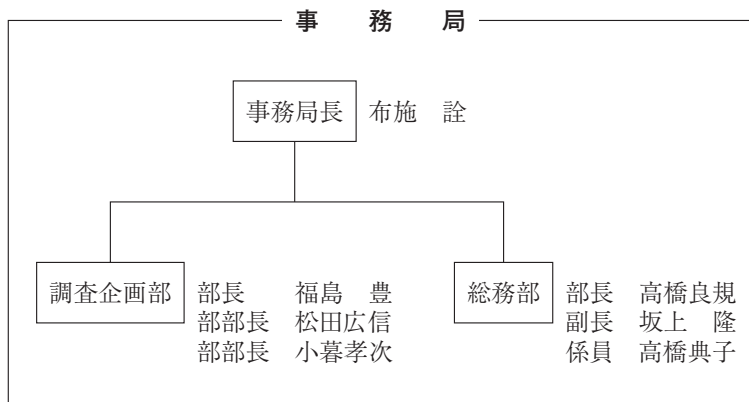 事　務　局
事務局長　布施　詮
調査企画部　部長　福島　豊
部部長　松田広信
部部長　小暮孝次
総務部　部長　高橋良規
副長　坂上　隆
係員　高橋典子